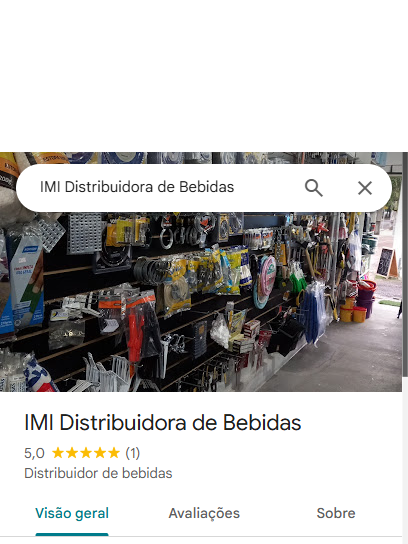 IMI Distribuidora de Bebidas
IMI Distribuidora de Bebidas
5,0 (1)
Distribuidor de bebidas
Visão geral Avaliações Sobre